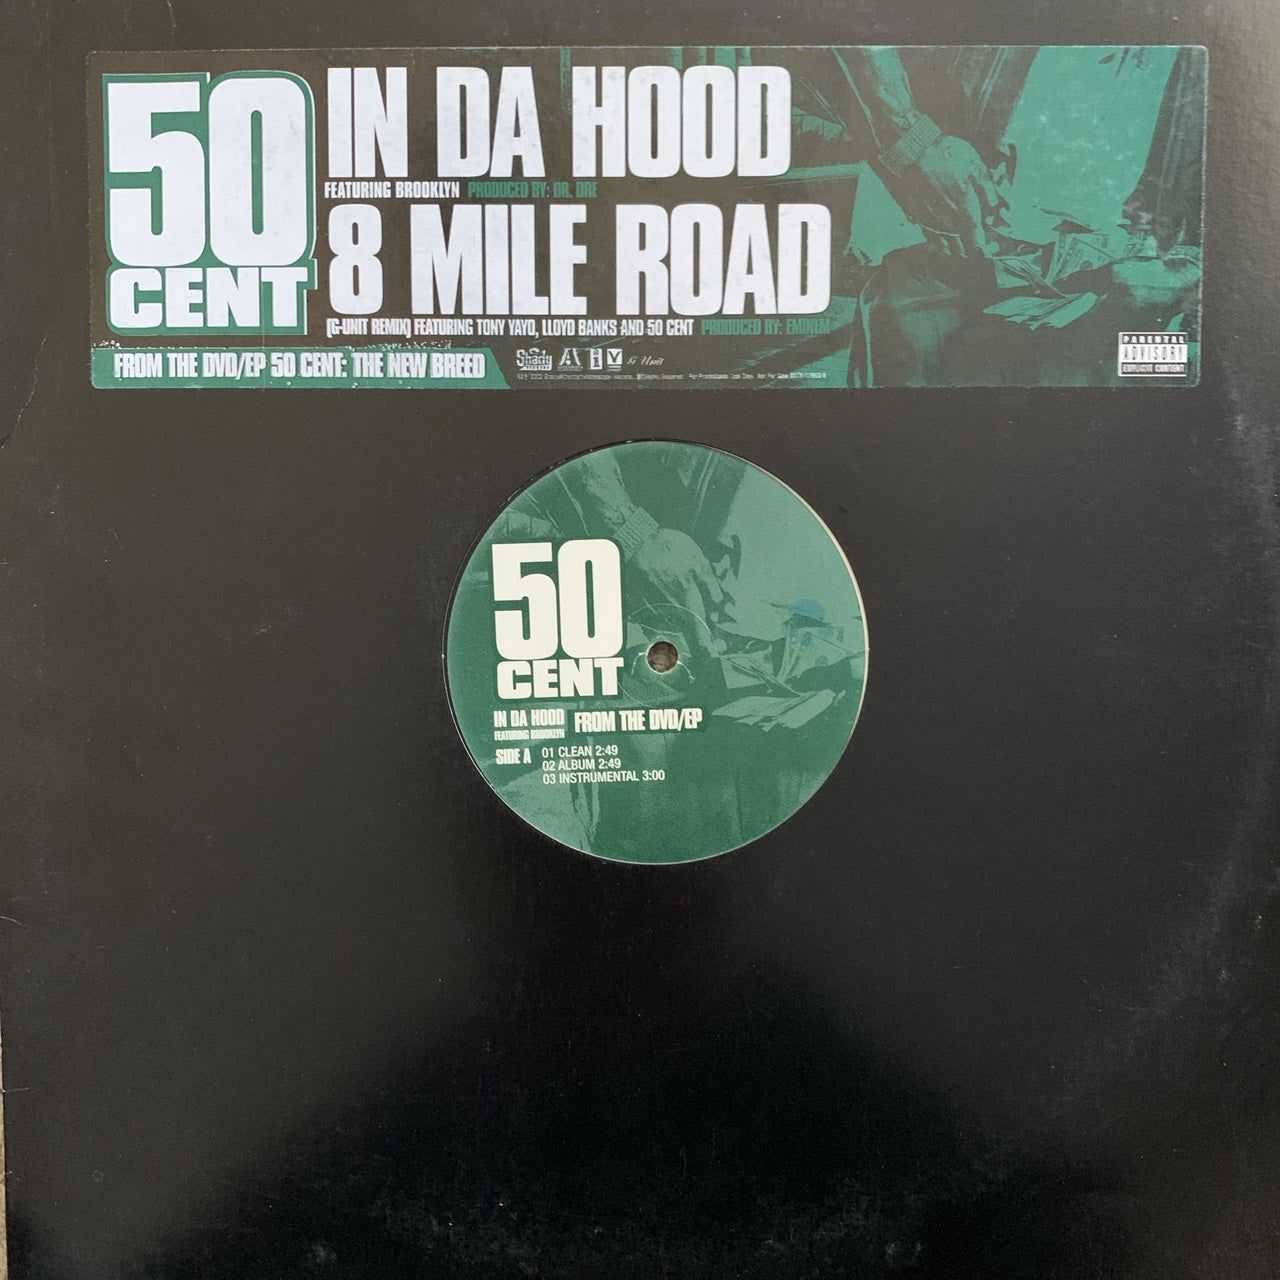 50
CENT
IN DA HOOD
FEATURING BROOKLYN PRODUCED BY: DR. DRE
8 MILE ROAD
(G-UNIT REMIX) FEATURING TONY YAYO, LLOYD BANKS AND 50 CENT PRODUCED BY: EMINEM
FROM THE DVD/EP 50 CENT: THE NEW BREED
Shady
G Unit
PARENTAL
ADVISORY
EXPLICIT CONTENT
50
CENT
IN DA HOOD
FEATURING BROOKLYN
FROM THE DVD/EP
SIDE A
01 CLEAN 2:49
02 ALBUM 2:49
03 INSTRUMENTAL 3:00